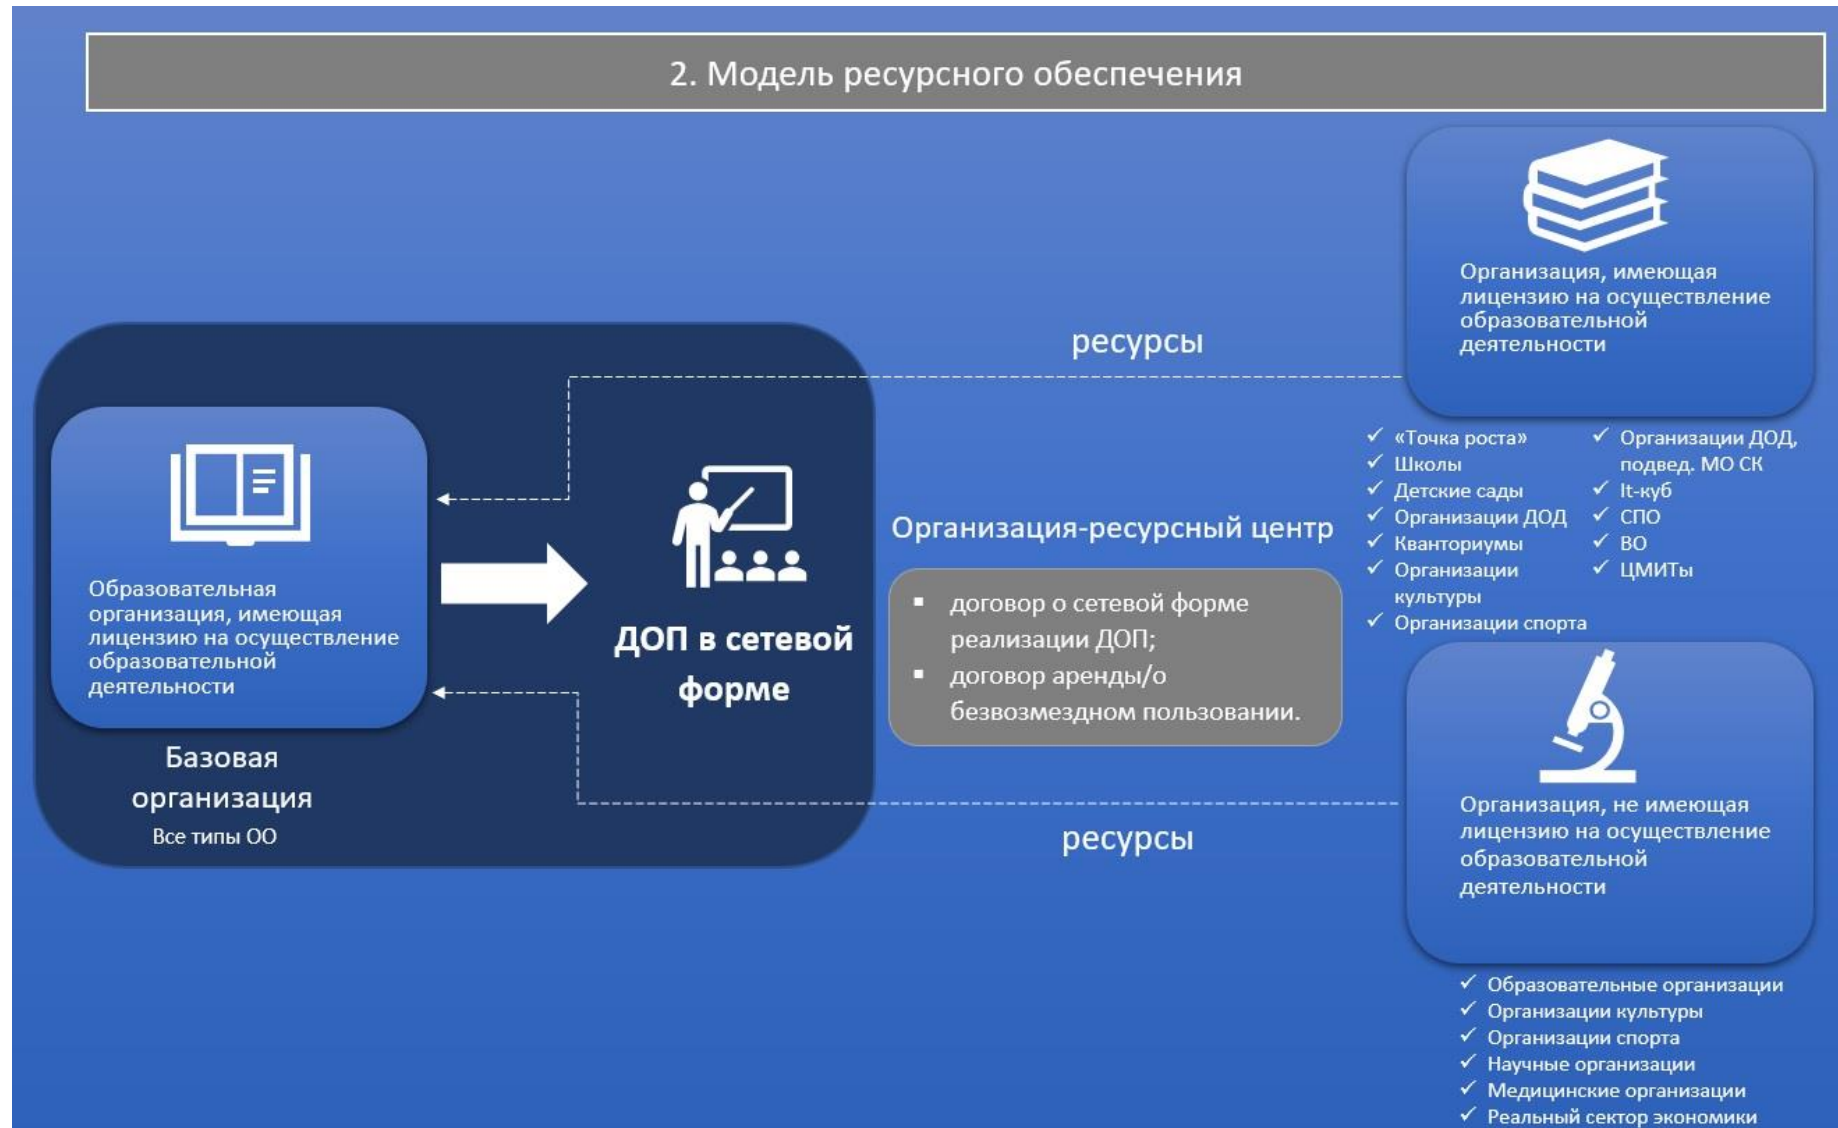 2. Модель ресурсного обеспечения
Организация, имеющая
лицензию на осуществление
образовательной
деятельности
ресурсы
✓ «Точка роста»
✓ Школы
✓ Детские сады
✓ Организации ДОД
✓ Кванториумы
✓ Организации
культуры
✓ Организации спорта
✓ Организации ДОД,
подвед. МО СК
✓ It-куб
✓ СПО
✓ ВО
✓ ЦМИТы
Образовательная
организация, имеющая
лицензию на осуществление
образовательной
деятельности
Базовая
организация
Все типы ОО
ДОП в сетевой
форме
Организация-ресурсный центр
▪ договор о сетевой форме
реализации ДОП;
▪ договор аренды/о
безвозмездном пользовании.
ресурсы
Организация, не имеющая
лицензию на осуществление
образовательной
деятельности
✓ Образовательные организации
✓ Организации культуры
✓ Организации спорта
✓ Научные организации
✓ Медицинские организации
✓ Реальный сектор экономики